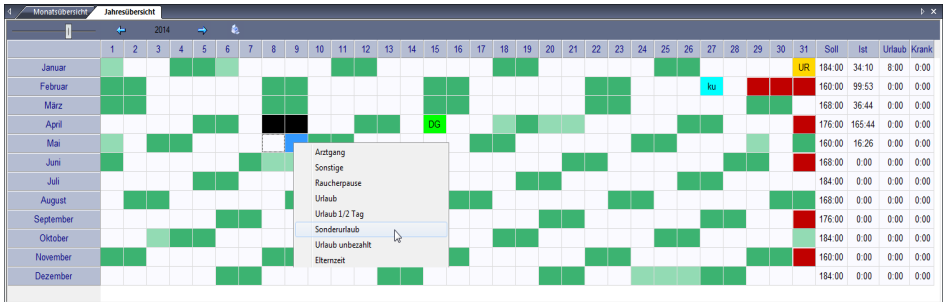 Monatsübersicht Jahresübersicht
2014
1 2 3 4 5 6 7 8 9 10 11 12 13 14 15 16 17 18 19 20 21 22 23 24 25 26 27 28 29 30 31 Soll Ist Urlaub Krank
Januar UR 184:00 34:10 8:00 0:00
Februar ku 160:00 99:53 0:00 0:00
März 168:00 36:44 0:00 0:00
April DG 176:00 165:44 0:00 0:00
Mai 160:00 16:26 0:00 0:00
Arztgang
Juni 168:00 0:00 0:00 0:00
Sonstige
Juli 184:00 0:00 0:00 0:00
Raucherpause
August 168:00 0:00 0:00 0:00
Urlaub
September 176:00 0:00 0:00 0:00
Urlaub 1/2 Tag
Oktober 184:00 0:00 0:00 0:00
Sonderurlaub
November 160:00 0:00 0:00 0:00
Urlaub unbezahlt
Dezember 184:00 0:00 0:00 0:00
Elternzeit